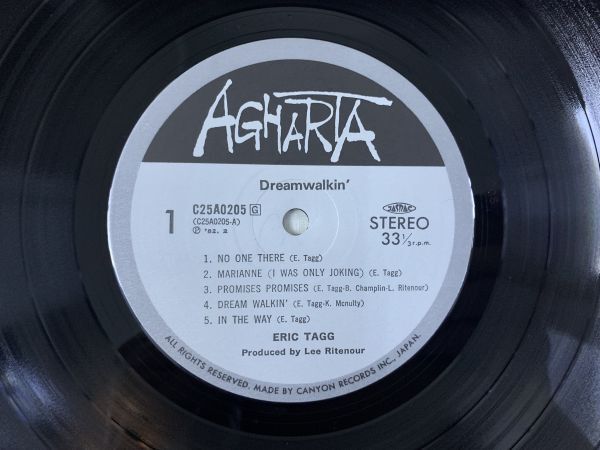 AGHARTA
Dreamwalkin'
1
C25A0205 G
(C25A0205-A)
℗ '82. 2
JASRAC
STEREO
33 1/3 r.p.m.
1. NO ONE THERE (E. Tagg)
2. MARIANNE (I WAS ONLY JOKING) (E. Tagg)
3. PROMISES PROMISES (E. Tagg-B. Champlin-L. Ritenour)
4. DREAM WALKIN' (E. Tagg-K. Mcnulty)
5. IN THE WAY (E. Tagg)
ERIC TAGG
Produced by Lee Ritenour
ALL RIGHTS RESERVED. MADE BY CANYON RECORDS INC., JAPAN.